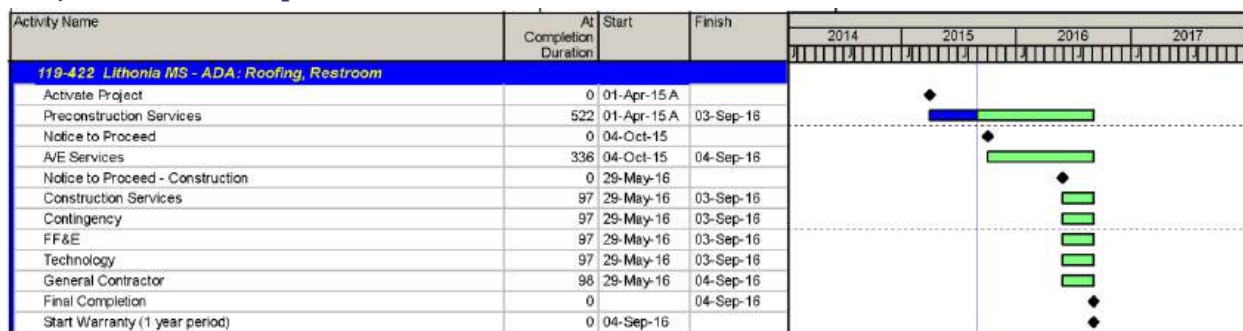 Activity Name At Completion Duration Start Finish
2014 2015 2016 2017
J J J J J J J
119-422 Lithonia MS - ADA: Roofing, Restroom
Activate Project 0 01-Apr-15 A
Preconstruction Services 522 01-Apr-15 A 03-Sep-16
Notice to Proceed 0 04-Oct-15
A/E Services 336 04-Oct-15 04-Sep-16
Notice to Proceed - Construction 0 29-May-16
Construction Services 97 29-May-16 03-Sep-16
Contingency 97 29-May-16 03-Sep-16
FF&E 97 29-May-16 03-Sep-16
Technology 97 29-May-16 03-Sep-16
General Contractor 98 29-May-16 04-Sep-16
Final Completion 0 04-Sep-16
Start Warranty (1 year period) 0 04-Sep-16